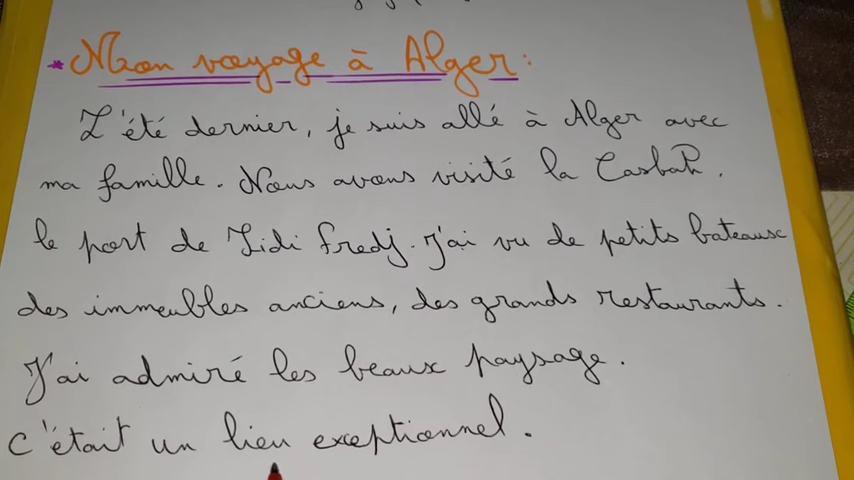 * Mon voyage à Alger :
L'été dernier, je suis allé à Alger avec
ma famille. Nous avons visité la Casbah.
le port de Sidi Fredj. J'ai vu de petits bateaux
des immeubles anciens, des grands restaurants.
J'ai admiré les beaux paysage.
c'était un lieu exceptionnel.